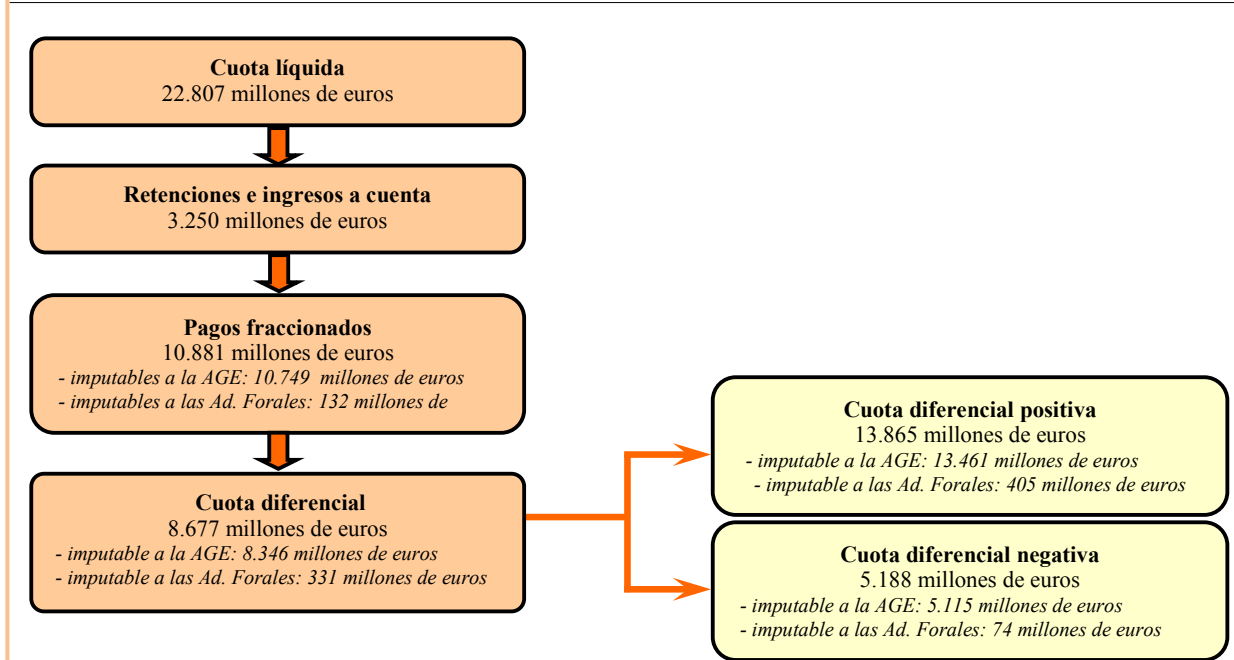 Cuota líquida
22.807 millones de euros
Retenciones e ingresos a cuenta
3.250 millones de euros
Pagos fraccionados
10.881 millones de euros
- imputables a la AGE: 10.749 millones de euros
- imputables a las Ad. Forales: 132 millones de
Cuota diferencial
8.677 millones de euros
- imputable a la AGE: 8.346 millones de euros
- imputable a las Ad. Forales: 331 millones de euros
Cuota diferencial positiva
13.865 millones de euros
- imputable a la AGE: 13.461 millones de euros
- imputable a las Ad. Forales: 405 millones de euros
Cuota diferencial negativa
5.188 millones de euros
- imputable a la AGE: 5.115 millones de euros
- imputable a las Ad. Forales: 74 millones de euros